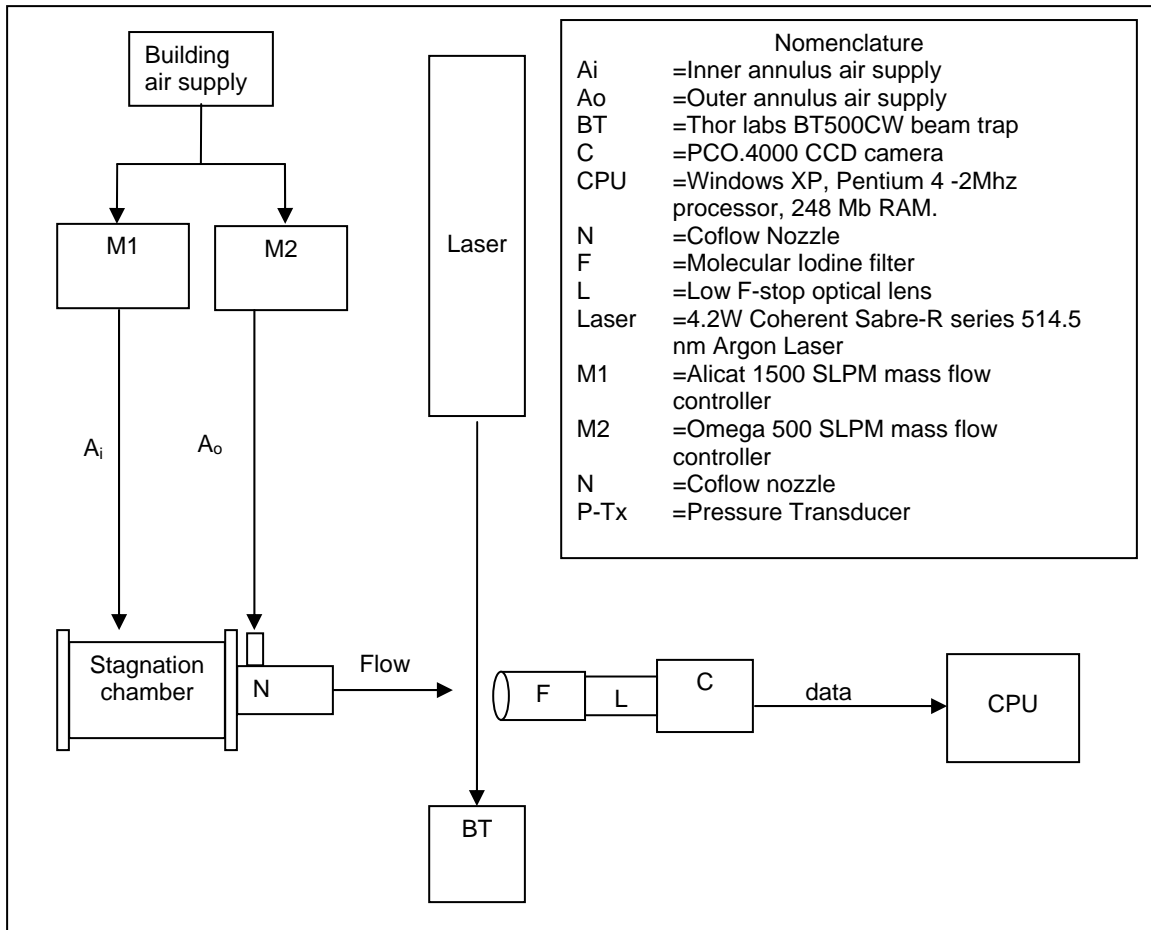 Building
air supply
M1
M2
Ai
Ao
Stagnation
chamber
N
Flow
Laser
BT
F
L
C
data
CPU
Nomenclature
Ai =Inner annulus air supply
Ao =Outer annulus air supply
BT =Thor labs BT500CW beam trap
C =PCO.4000 CCD camera
CPU =Windows XP, Pentium 4 -2Mhz
processor, 248 Mb RAM.
N =Coflow Nozzle
F =Molecular Iodine filter
L =Low F-stop optical lens
Laser =4.2W Coherent Sabre-R series 514.5
nm Argon Laser
M1 =Alicat 1500 SLPM mass flow
controller
M2 =Omega 500 SLPM mass flow
controller
N =Coflow nozzle
P-Tx =Pressure Transducer